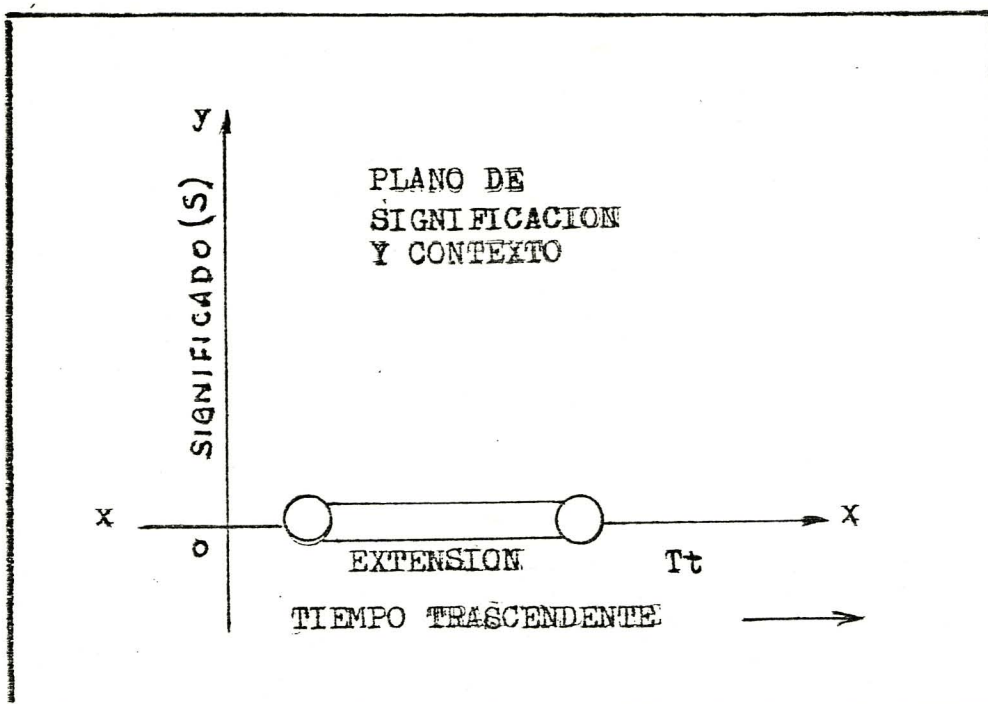 y
SIGNIFICADO (S)
PLANO DE
SIGNIFICACION
Y CONTEXTO
X
X
O
EXTENSION
Tt
TIEMPO TRASCENDENTE